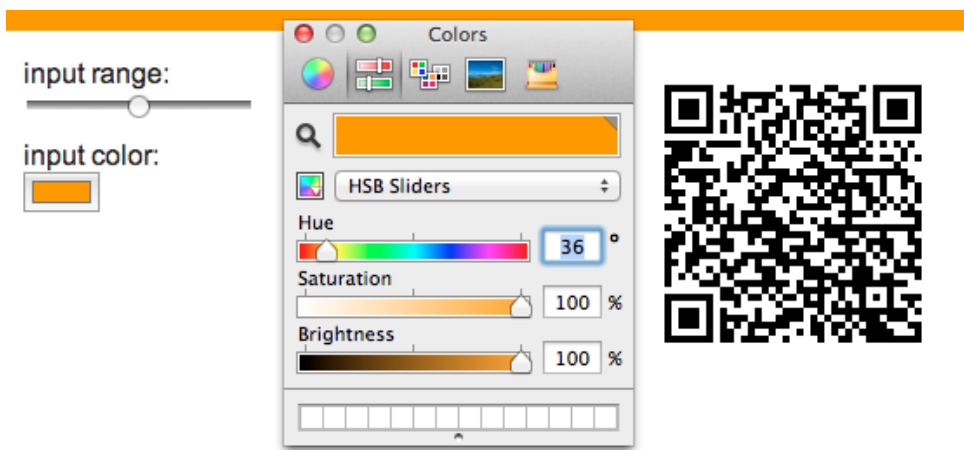 input range:
input color:
Colors
HSB Sliders
Hue
36 °
Saturation
100 %
Brightness
100 %